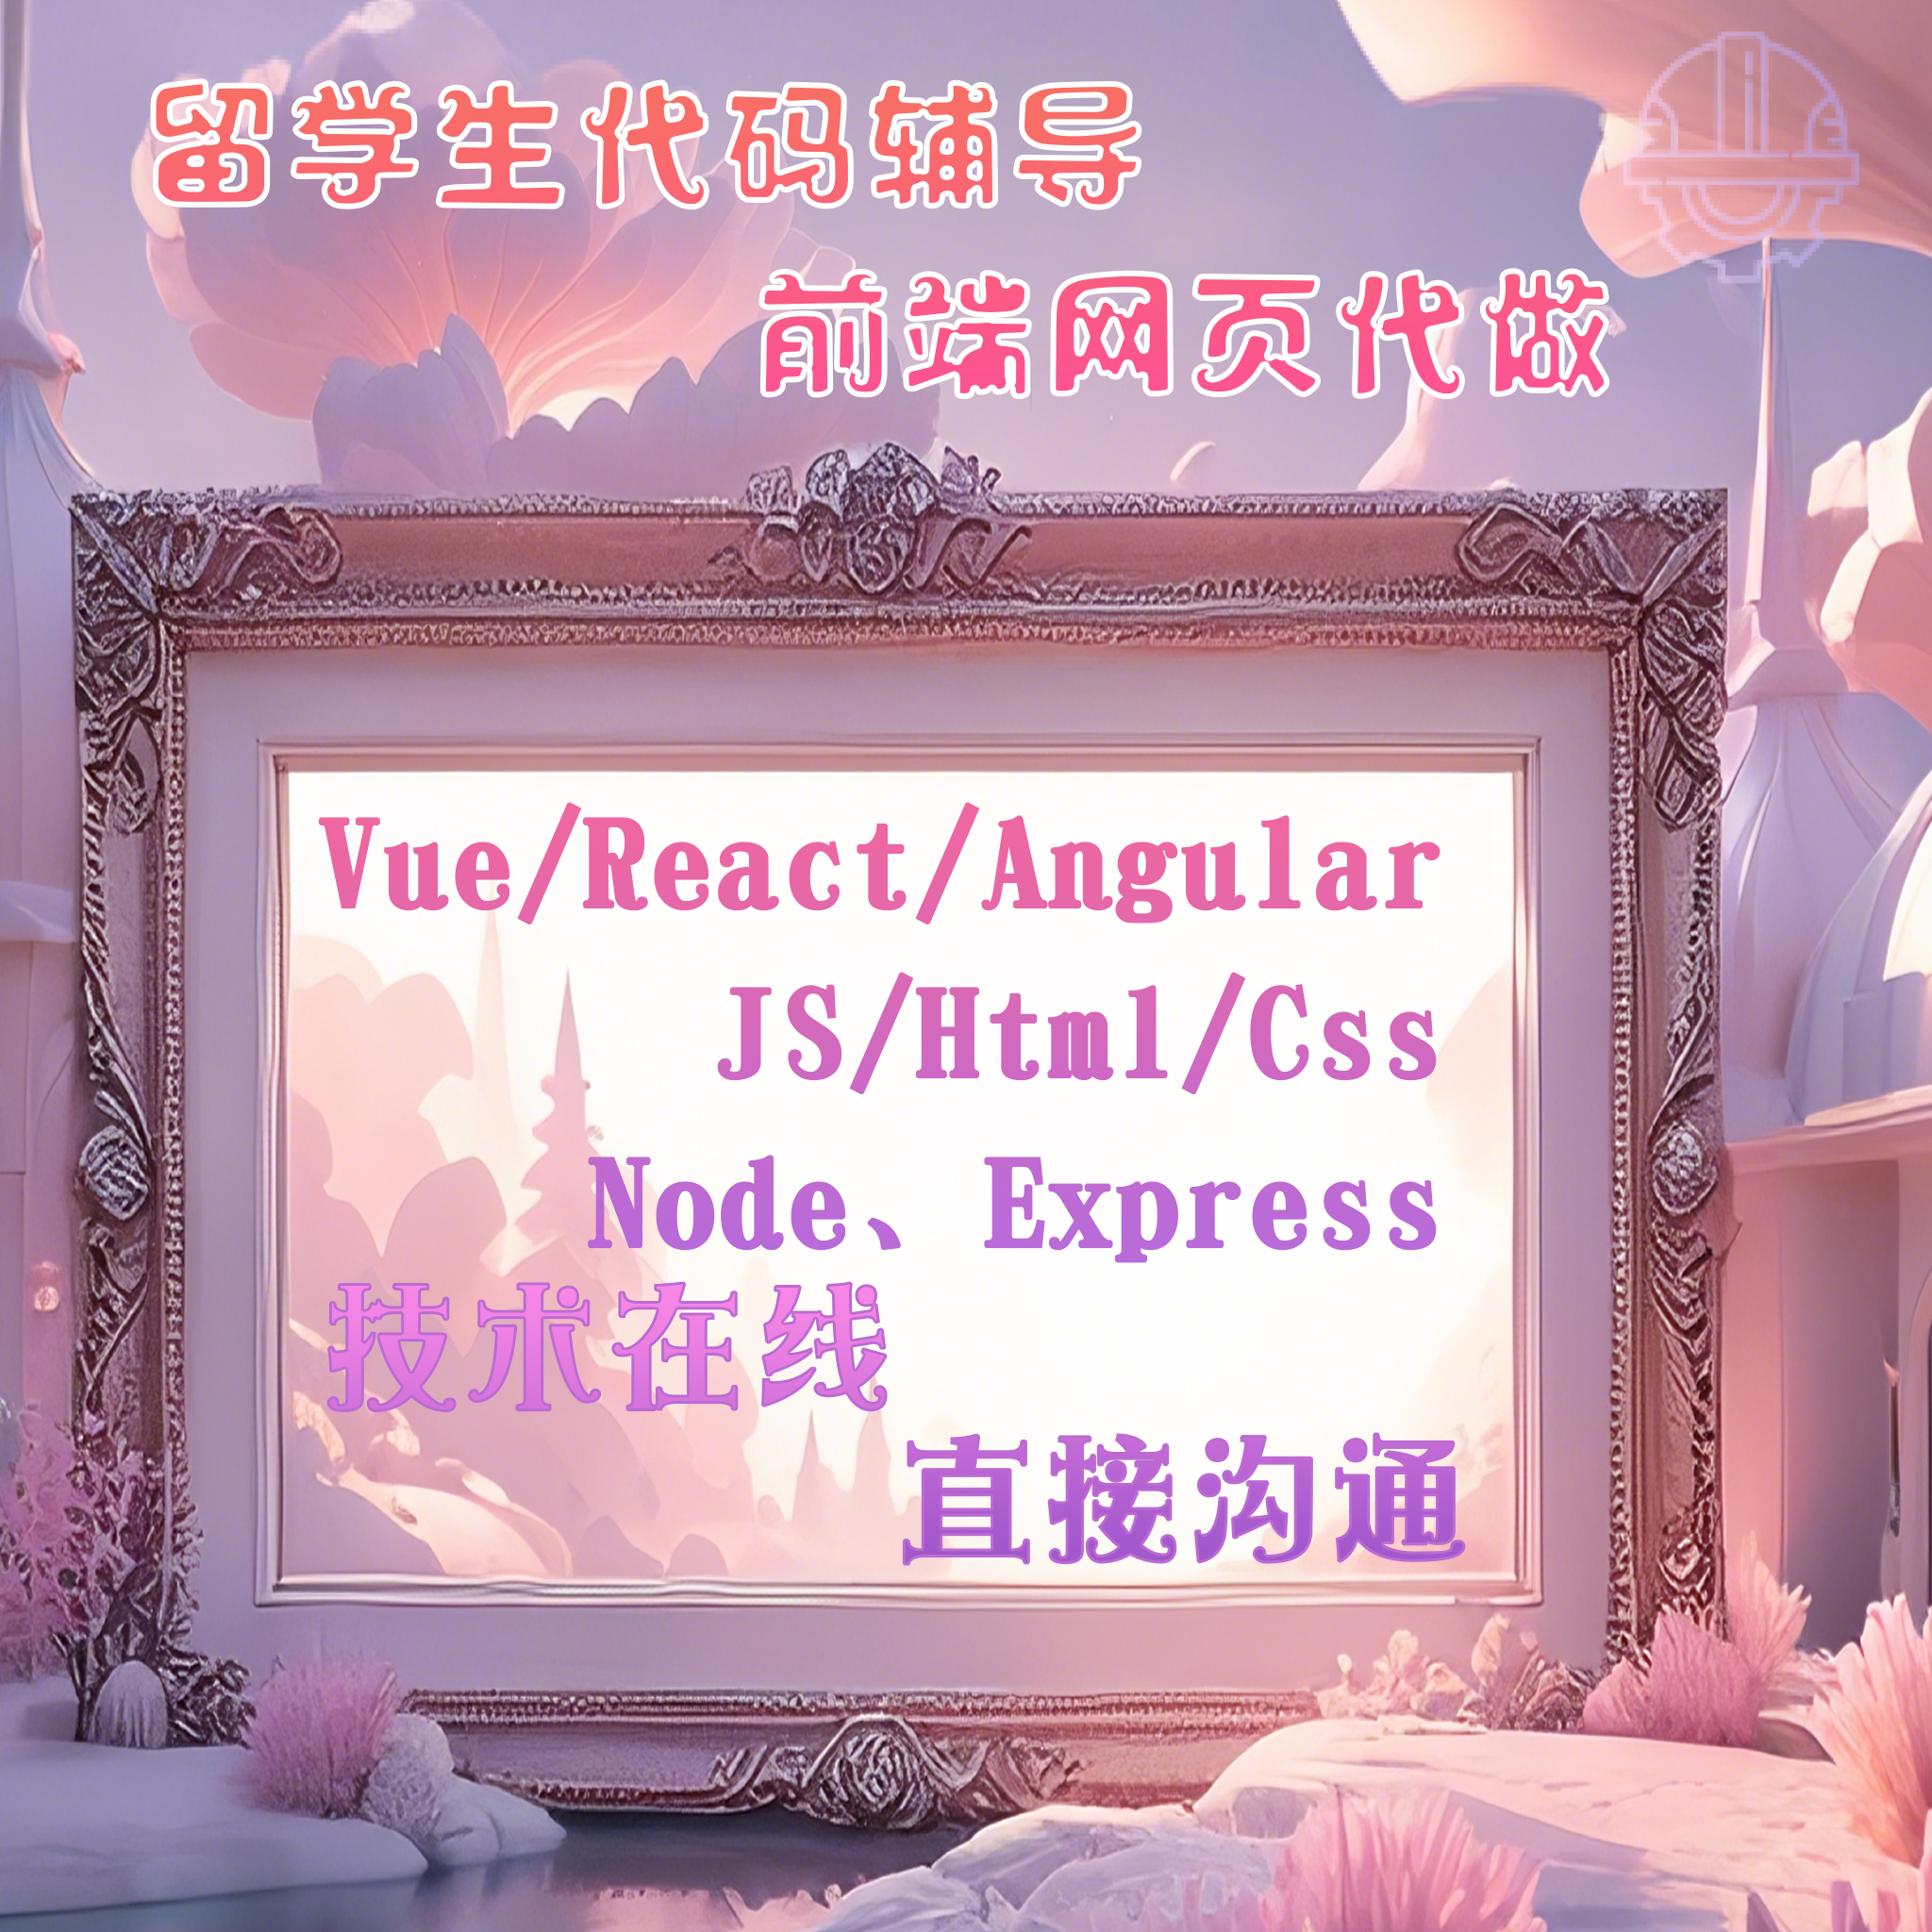 留学生代码辅导
前端网页代做
Vue/React/Angular
JS/Html/Css
Node、Express
技术在线
直接沟通